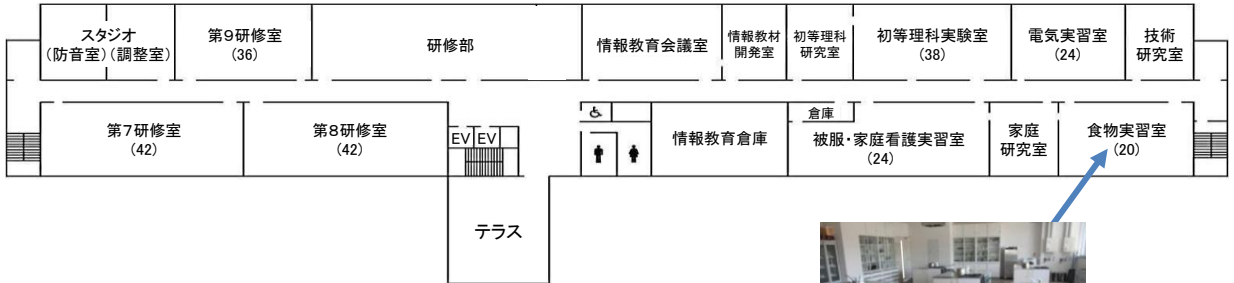 スタジオ
（防音室）（調整室）
第９研修室
(36)
研修部
情報教育会議室
情報教材
開発室
初等理科
研究室
初等理科実験室
(38)
電気実習室
(24)
技術
研究室
第７研修室
(42)
第８研修室
(42)
EV EV
情報教育倉庫
倉庫
被服・家庭看護実習室
(24)
家庭
研究室
食物実習室
(20)
テラス